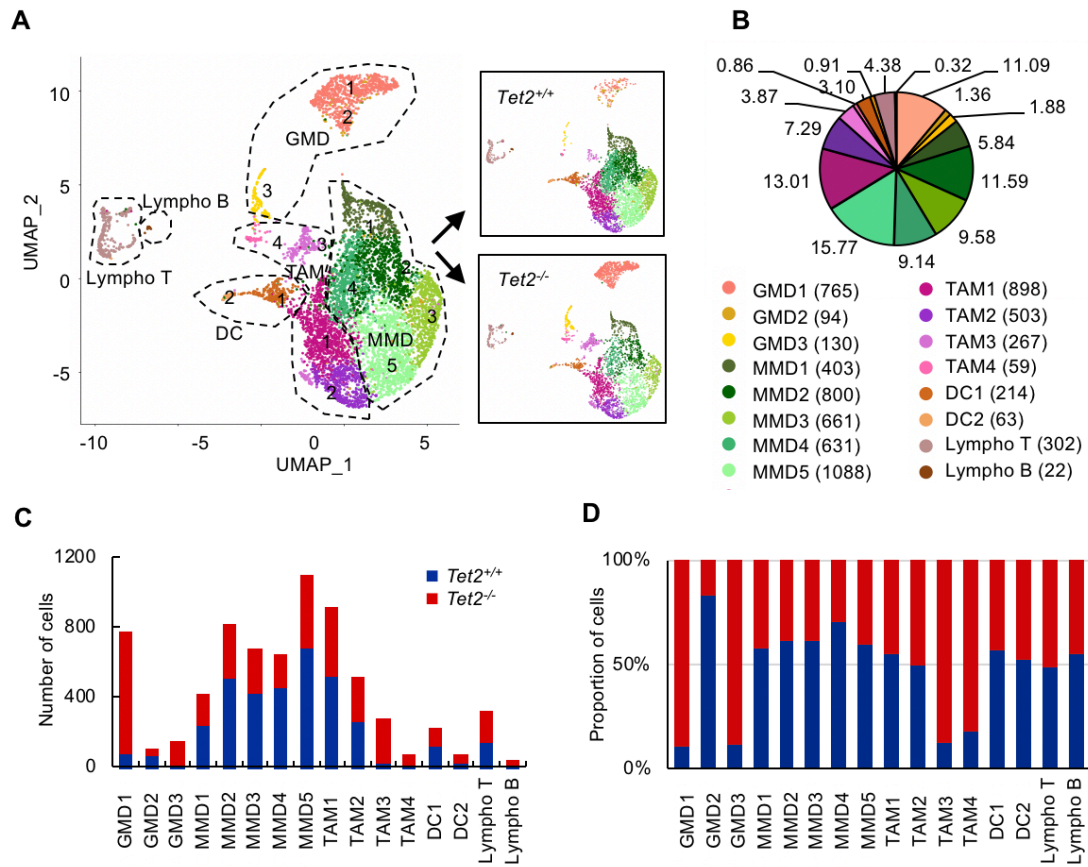 A
B
10
5
0
-5
-10
-5
0
5
UMAP_2
UMAP_1
1
2
GMD
3
Lympho B
Lympho T
4
3
TAM
1
2
4
2
1
DC
3
1
MMD
5
2
Tet2+/+
Tet2-/-
0.86
0.91
4.38
0.32
11.09
3.10
1.36
3.87
1.88
7.29
5.84
13.01
11.59
15.77
9.58
9.14
GMD1 (765)
GMD2 (94)
GMD3 (130)
MMD1 (403)
MMD2 (800)
MMD3 (661)
MMD4 (631)
MMD5 (1088)
TAM1 (898)
TAM2 (503)
TAM3 (267)
TAM4 (59)
DC1 (214)
DC2 (63)
Lympho T (302)
Lympho B (22)
C
1200
800
400
0
Number of cells
Tet2+/+
Tet2-/-
GMD1
GMD2
GMD3
MMD1
MMD2
MMD3
MMD4
MMD5
TAM1
TAM2
TAM3
TAM4
DC1
DC2
Lympho T
Lympho B
D
100%
50%
0%
Proportion of cells
GMD1
GMD2
GMD3
MMD1
MMD2
MMD3
MMD4
MMD5
TAM1
TAM2
TAM3
TAM4
DC1
DC2
Lympho T
Lympho B